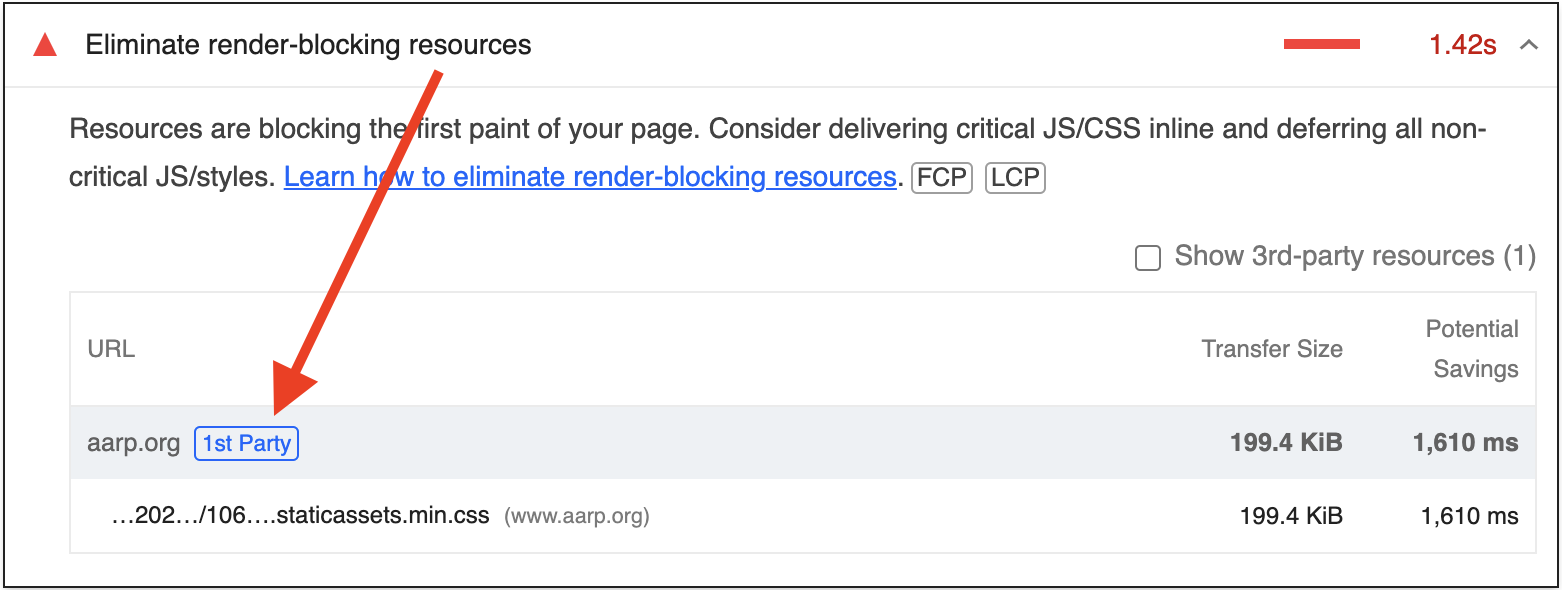 Eliminate render-blocking resources 1.42s
Resources are blocking the first paint of your page. Consider delivering critical JS/CSS inline and deferring all non-
critical JS/styles. Learn how to eliminate render-blocking resources. FCP LCP
Show 3rd-party resources (1)
URL Transfer Size Potential Savings
aarp.org 1st Party 199.4 KiB 1,610 ms
…202…/106….staticassets.min.css (www.aarp.org) 199.4 KiB 1,610 ms